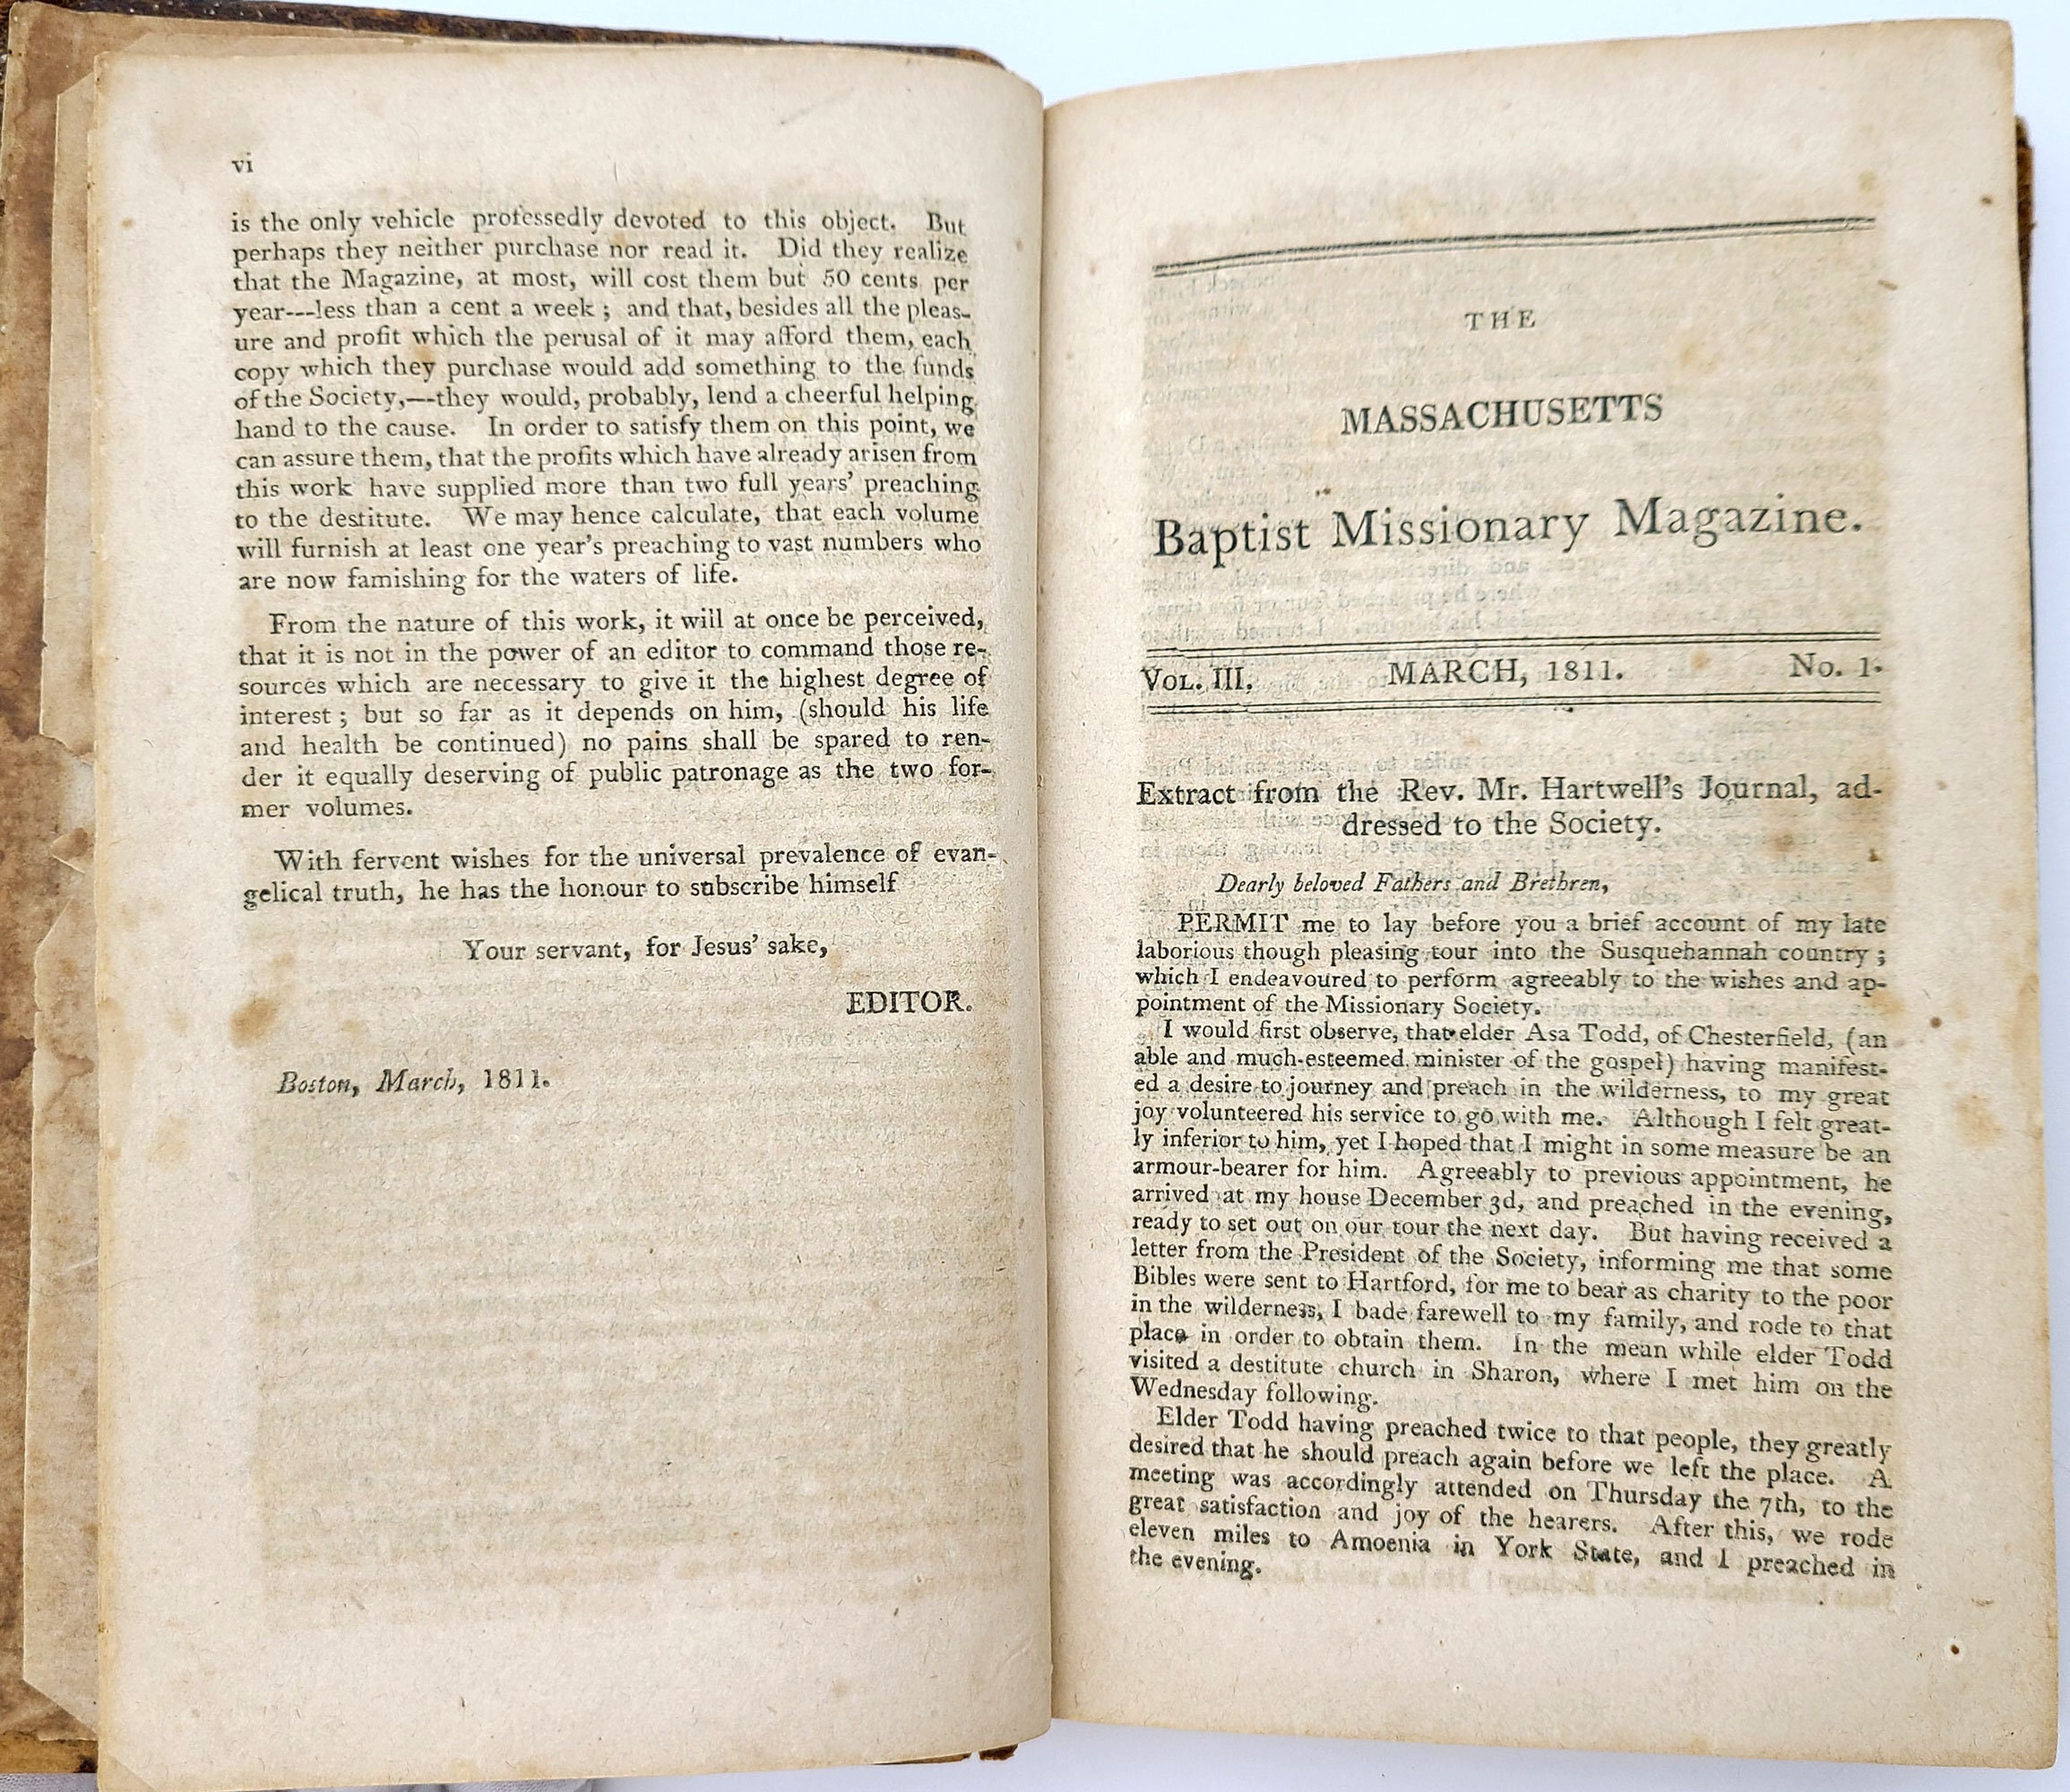 vi
is the only vehicle professedly devoted to this object. But
perhaps they neither purchase nor read it. Did they realize
that the Magazine, at most, will cost them but 50 cents per
year---less than a cent a week ; and that, besides all the pleas-
ure and profit which the perusal of it may afford them, each
copy which they purchase would add something to the funds
of the Society,—they would, probably, lend a cheerful helping
hand to the cause. In order to satisfy them on this point, we
can assure them, that the profits which have already arisen from
this work have supplied more than two full years' preaching
to the destitute. We may hence calculate, that each volume
will furnish at least one year's preaching to vast numbers who
are now famishing for the waters of life.
From the nature of this work, it will at once be perceived,
that it is not in the power of an editor to command those re-
sources which are necessary to give it the highest degree of
interest ; but so far as it depends on him, (should his life
and health be continued) no pains shall be spared to ren-
der it equally deserving of public patronage as the two for-
mer volumes.
With fervent wishes for the universal prevalence of evan-
gelical truth, he has the honour to subscribe himself
Your servant, for Jesus' sake,
EDITOR.
Boston, March, 1811.
THE
MASSACHUSETTS
Baptist Missionary Magazine.
VOL. III. MARCH, 1811. No. 1.
Extract from the Rev. Mr. Hartwell's Journal, ad-
dressed to the Society.
Dearly beloved Fathers and Brethren,
PERMIT me to lay before you a brief account of my late
laborious though pleasing tour into the Susquehannah country ;
which I endeavoured to perform agreeably to the wishes and ap-
pointment of the Missionary Society.
I would first observe, that elder Asa Todd, of Chesterfield, (an
able and much-esteemed minister of the gospel) having manifest-
ed a desire to journey and preach in the wilderness, to my great
joy volunteered his service to go with me. Although I felt great-
ly inferior to him, yet I hoped that I might in some measure be an
armour-bearer for him. Agreeably to previous appointment, he
arrived at my house December 3d, and preached in the evening,
ready to set out on our tour the next day. But having received a
letter from the President of the Society, informing me that some
Bibles were sent to Hartford, for me to bear as charity to the poor
in the wilderness, I bade farewell to my family, and rode to that
place in order to obtain them. In the mean while elder Todd
visited a destitute church in Sharon, where I met him on the
Wednesday following.
Elder Todd having preached twice to that people, they greatly
desired that he should preach again before we left the place. A
meeting was accordingly attended on Thursday the 7th, to the
great satisfaction and joy of the hearers. After this, we rode
eleven miles to Amoenia in York State, and I preached in
the evening.